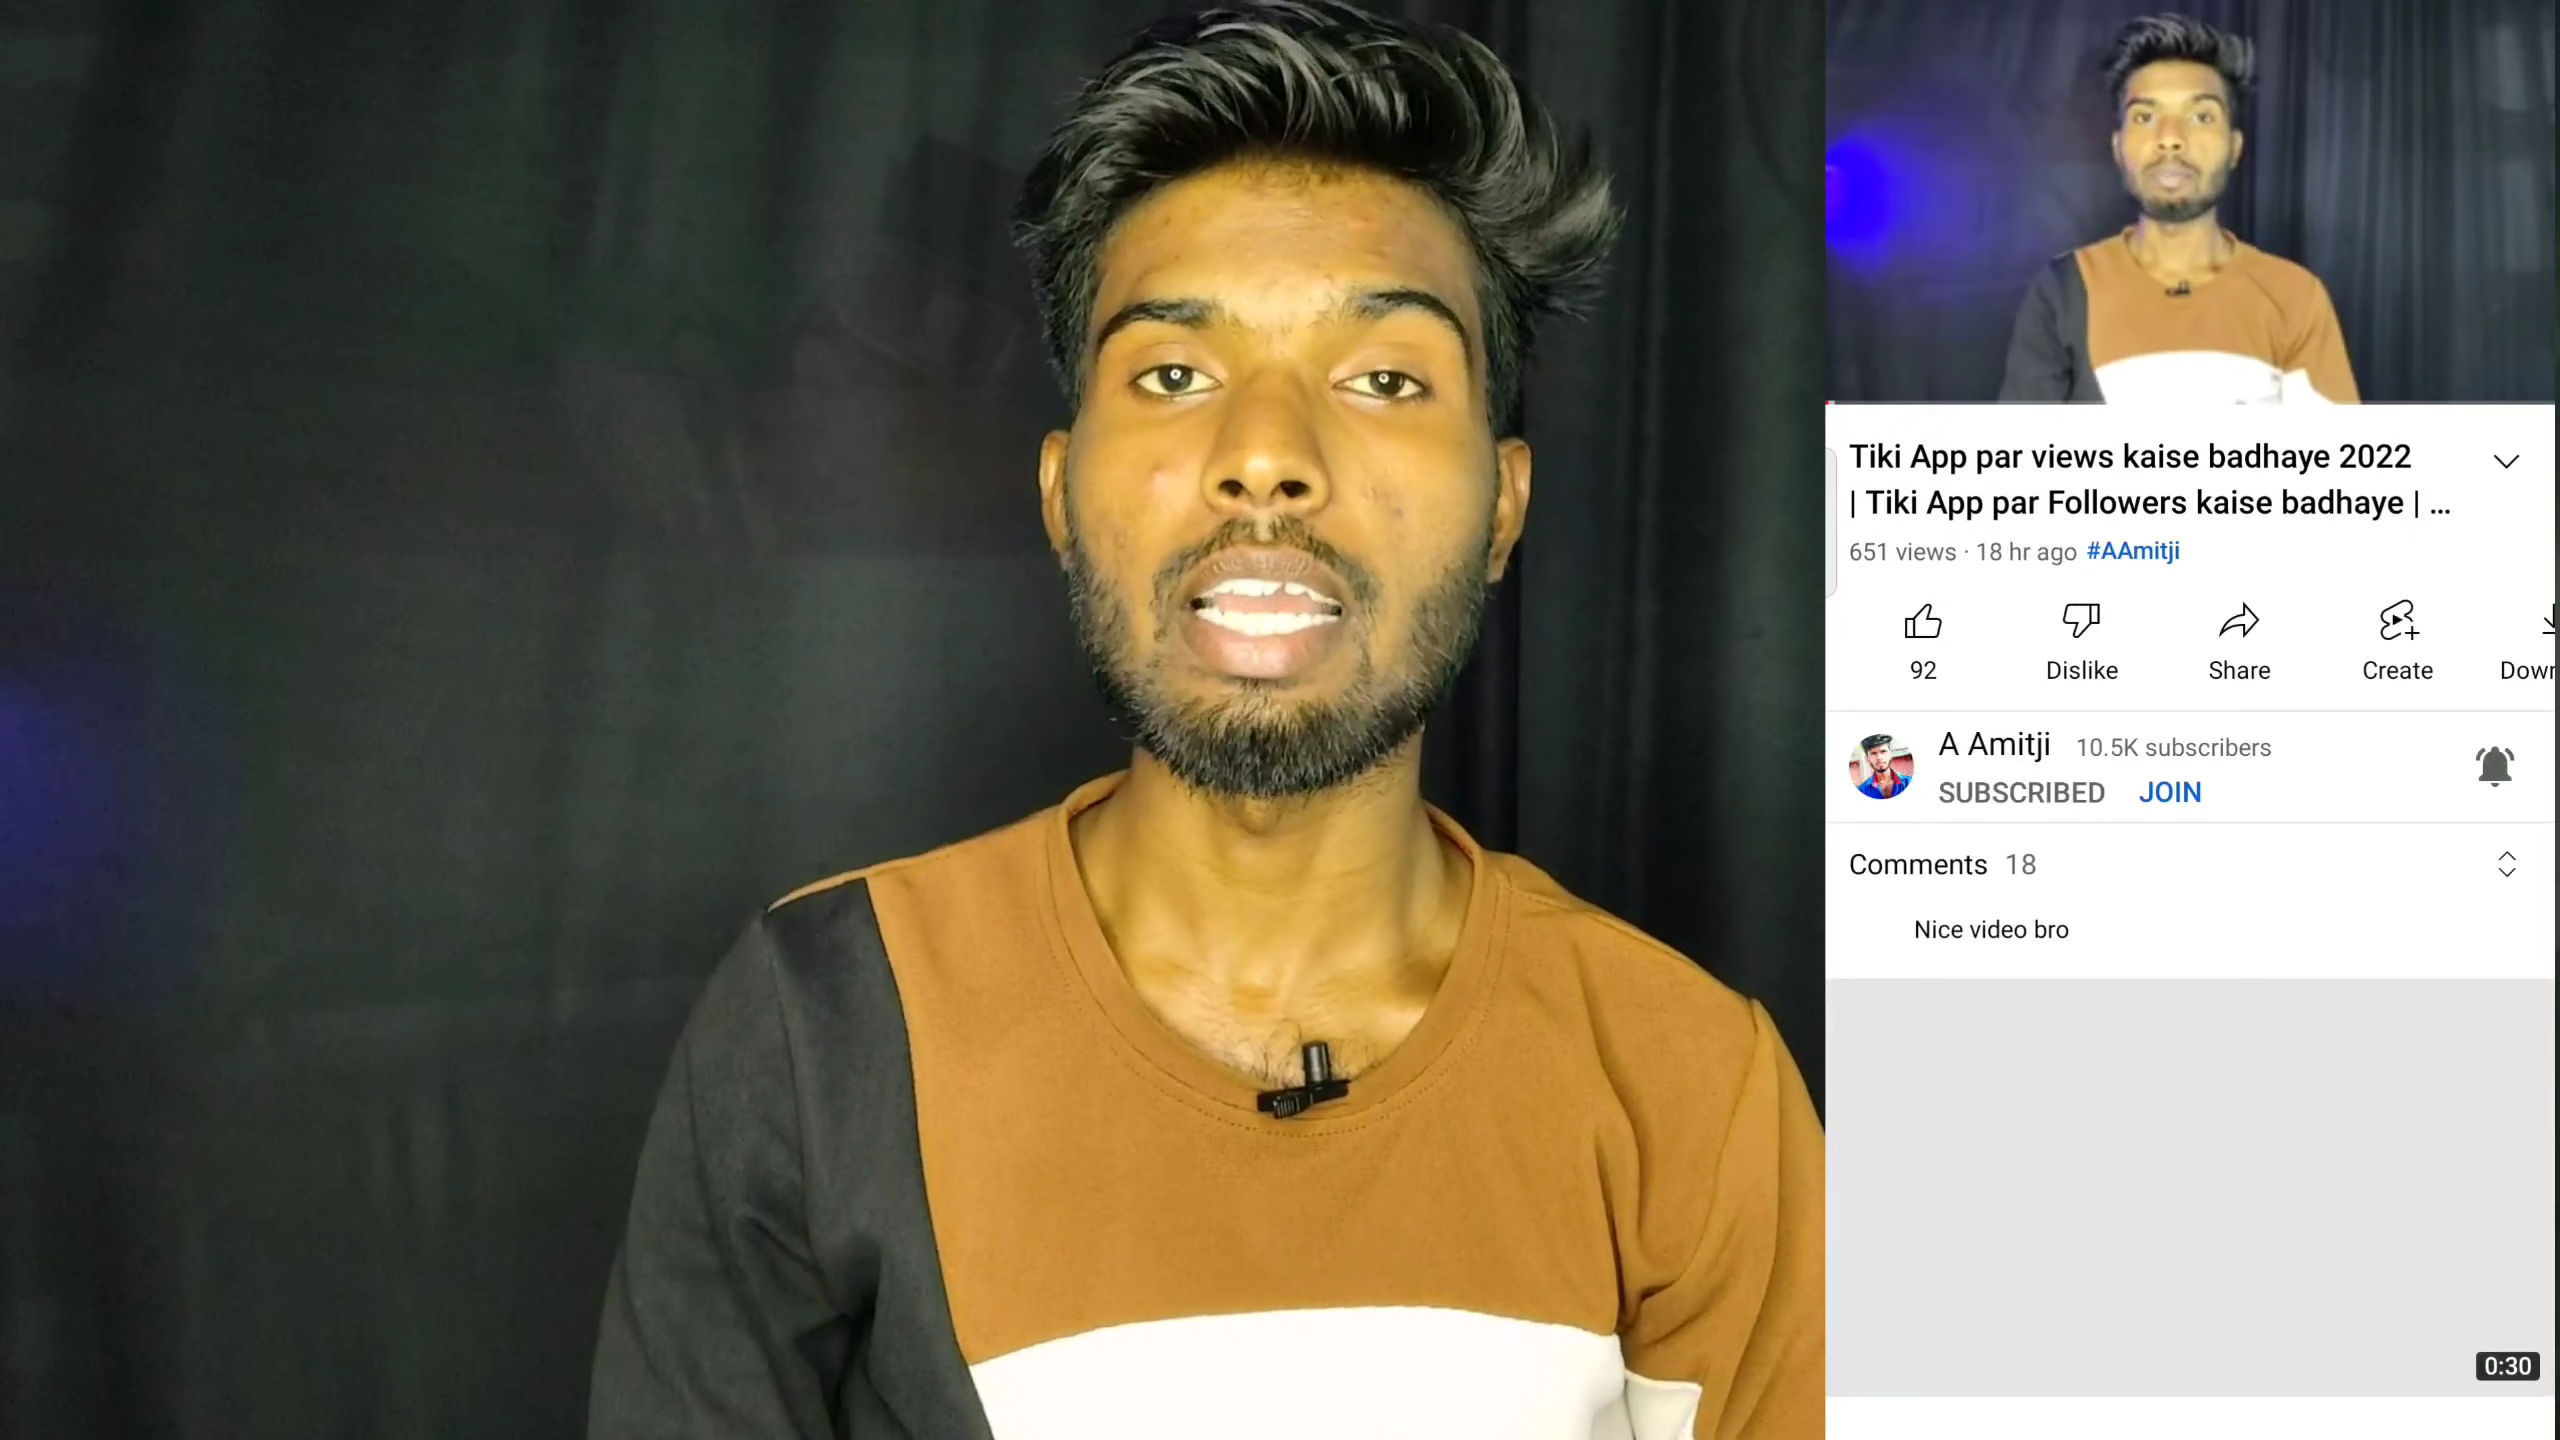 Tiki App par views kaise badhaye 2022
| Tiki App par Followers kaise badhaye | ...
651 views · 18 hr ago #AAmitji
92
Dislike
Share
Create
Down
A Amitji 10.5K subscribers
SUBSCRIBED JOIN
Comments 18
Nice video bro
0:30